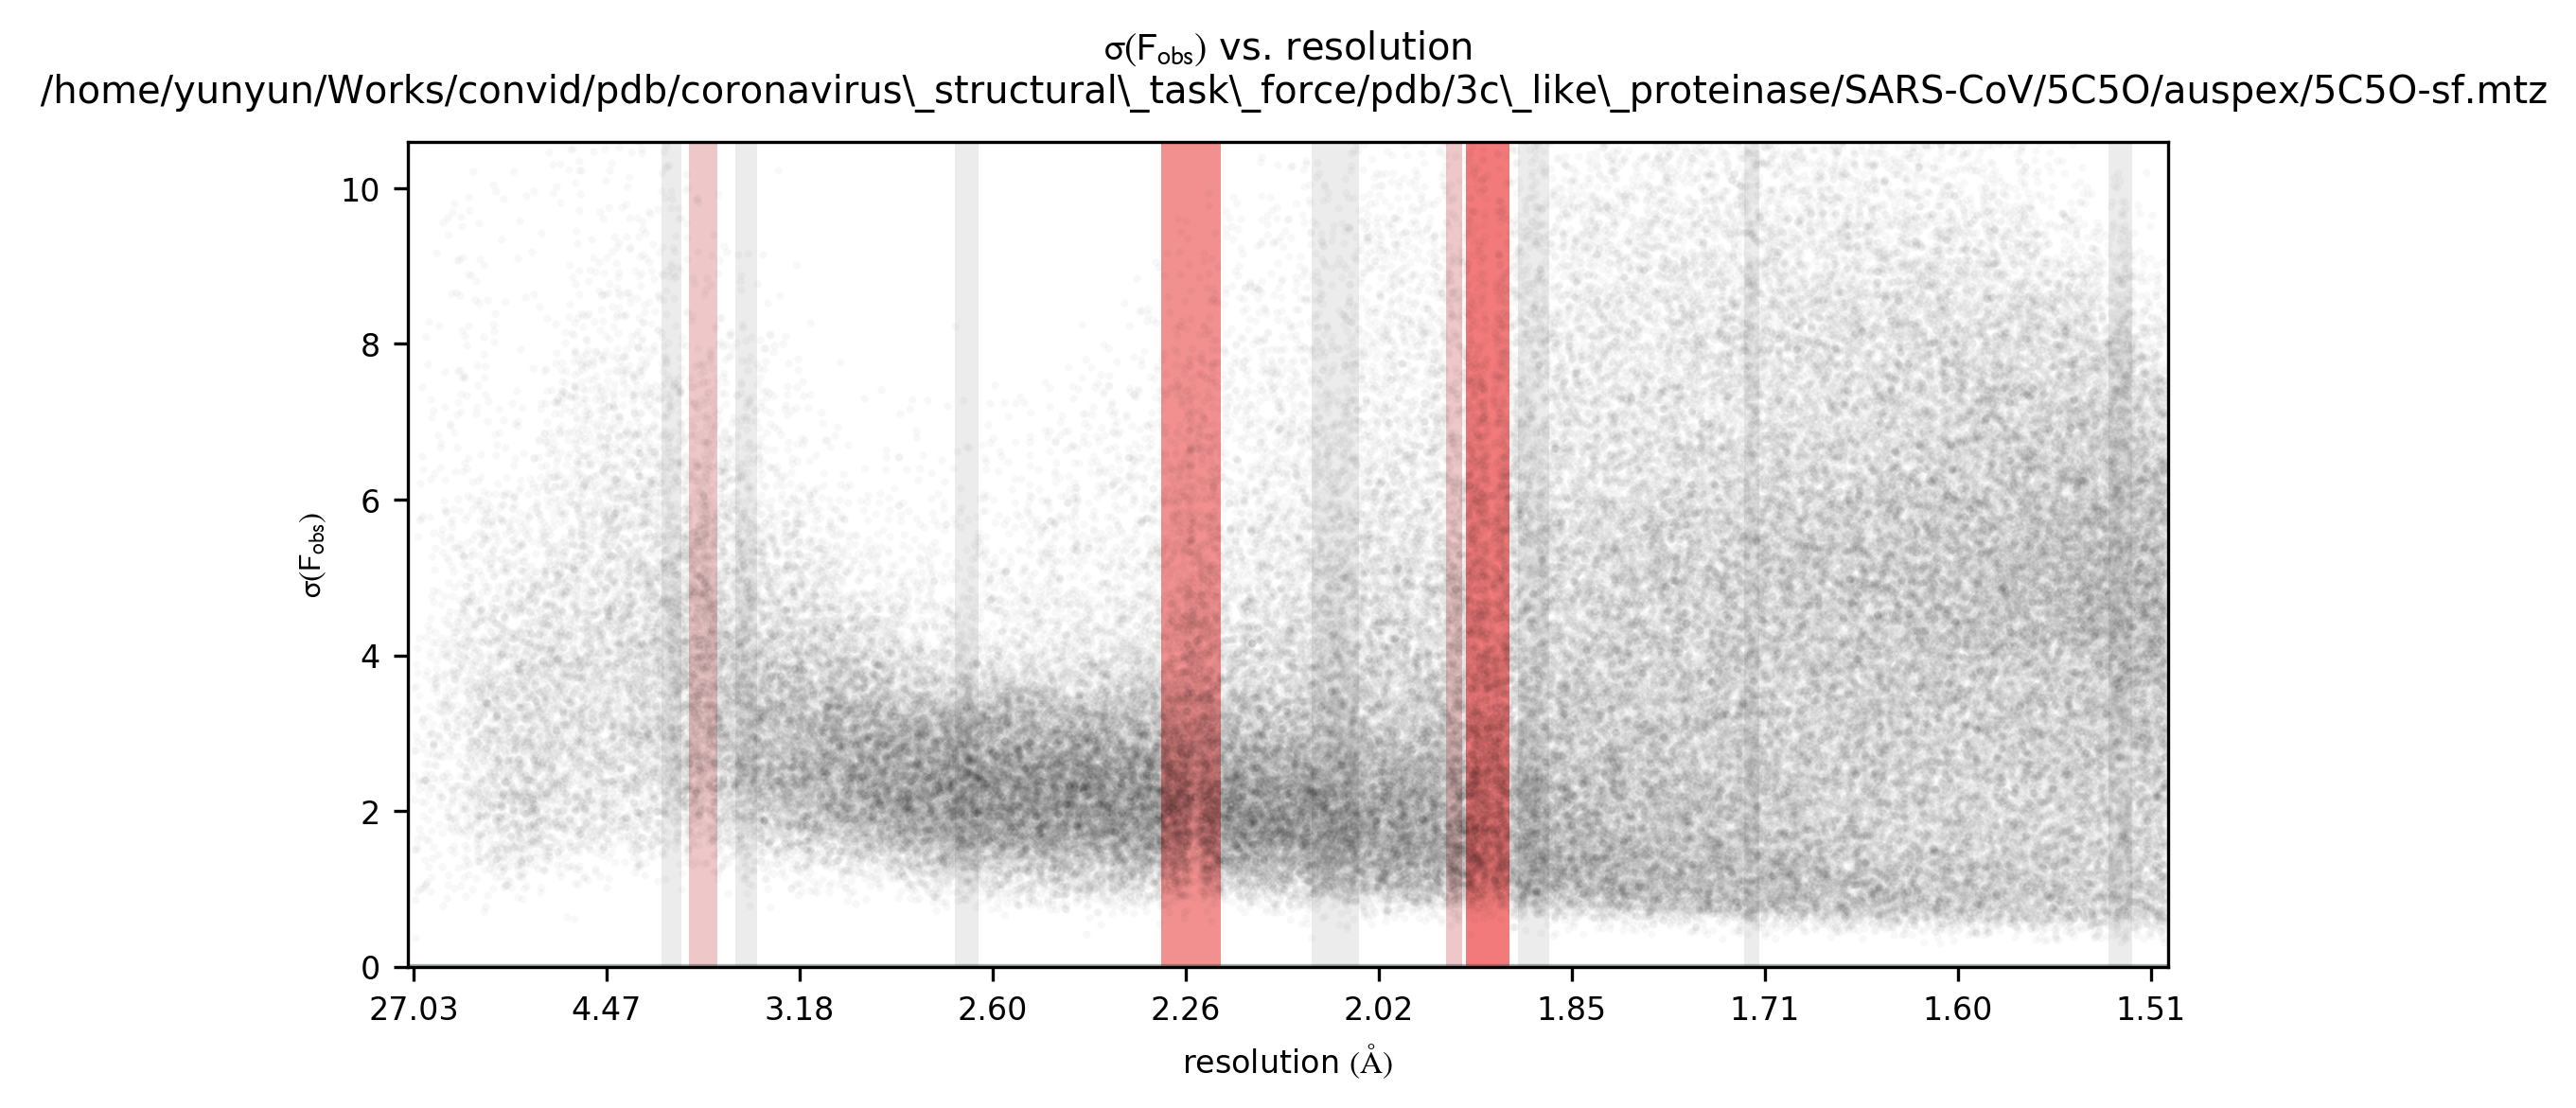 σ(F_obs) vs. resolution
/home/yunyun/Works/convid/pdb/coronavirus\_structural\_task\_force/pdb/3c\_like\_proteinase/SARS-CoV/5C5O/auspex/5C5O-sf.mtz
10
8
6
4
2
0
σ(F_obs)
27.03 4.47 3.18 2.60 2.26 2.02 1.85 1.71 1.60 1.51
resolution (Å)